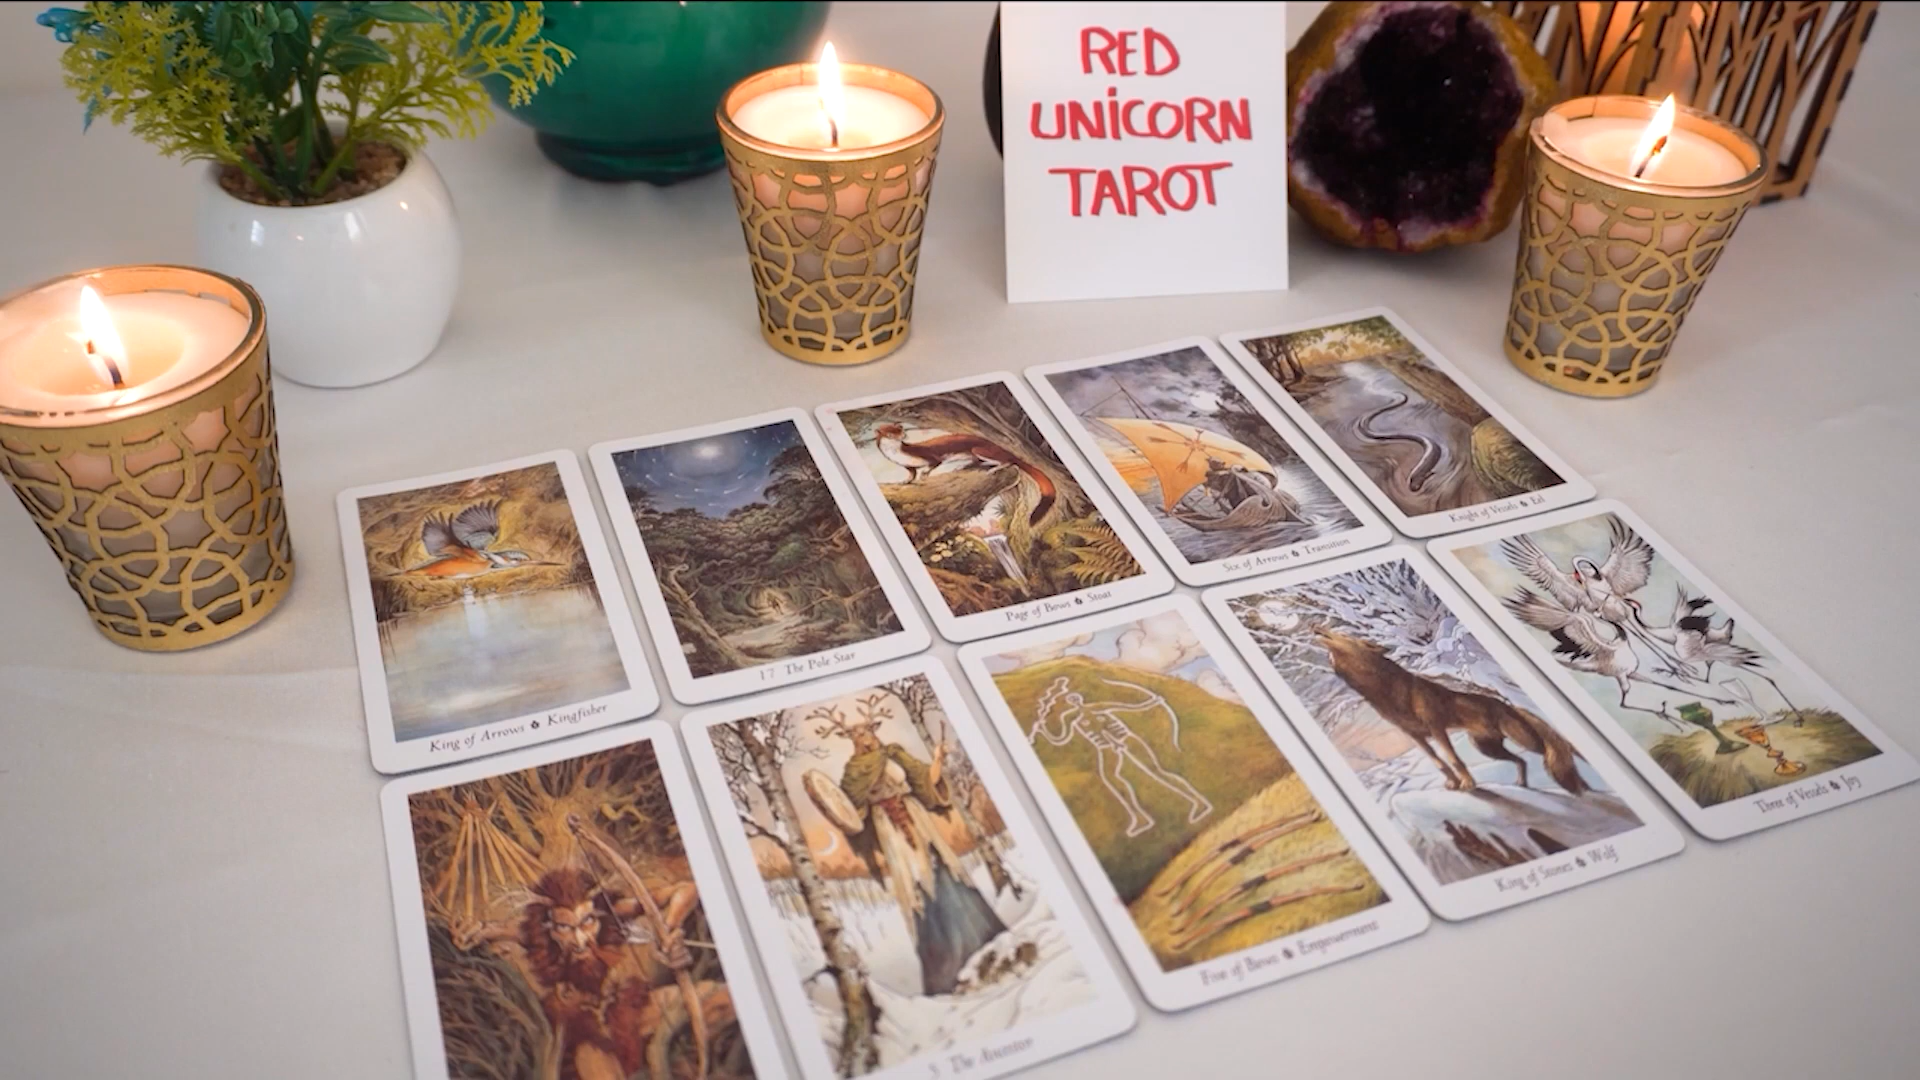 RED
UNICORN
TAROT
King of Arrows Kingfisher
17 The Pole Star
Page of Bows Stoat
Six of Arrows Transition
Knight of Vessels Eel
5 The Ancestor
Five of Bows Empowerment
King of Stones Wolf
Three of Vessels Joy